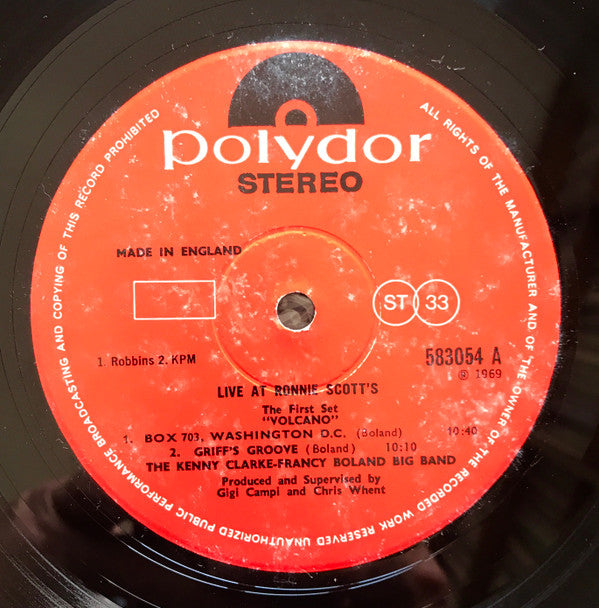 polydor
STEREO
MADE IN ENGLAND
ST 33
1. Robbins 2. KPM
583054 A
℗ 1969
LIVE AT RONNIE SCOTT'S
The First Set
"VOLCANO"
1. BOX 703, WASHINGTON D.C. (Boland) 10:40
2. GRIFF'S GROOVE (Boland) 10:10
THE KENNY CLARKE-FRANCY BOLAND BIG BAND
Produced and Supervised by
Gigi Campi and Chris Whent
ALL RIGHTS OF THE MANUFACTURER AND OF THE OWNER OF THE RECORDED WORK RESERVED UNAUTHORIZED PUBLIC PERFORMANCE BROADCASTING AND COPYING OF THIS RECORD PROHIBITED